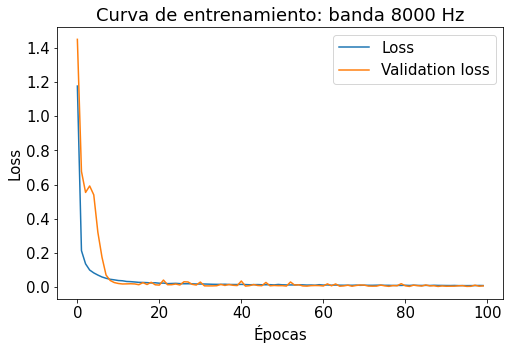 Curva de entrenamiento: banda 8000 Hz
Loss
Validation loss
Loss
1.4
1.2
1.0
0.8
0.6
0.4
0.2
0.0
0 20 40 60 80 100
Épocas